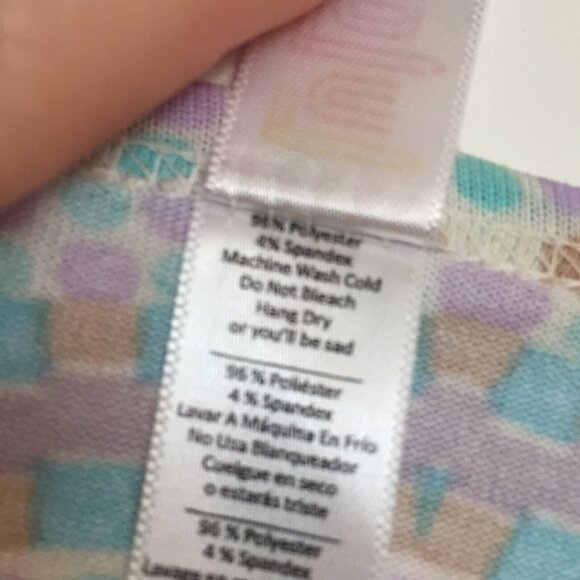 96 % Polyester
4% Spandex
Machine Wash Cold
Do Not Bleach
Hang Dry
or you'll be sad
96 % Poliéster
4 % Spandex
Lavar A Máquina En Frío
No Usa Blanqueador
Cuelgue en seco
o estarás triste
96 % Polyester
4 % Spandex